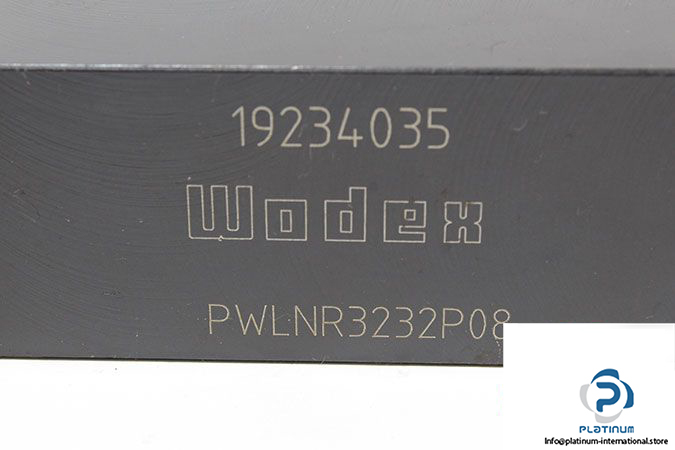 19234035
Wodex
PWLNR3232P08
PLATINUM
Info@platinum-international.store